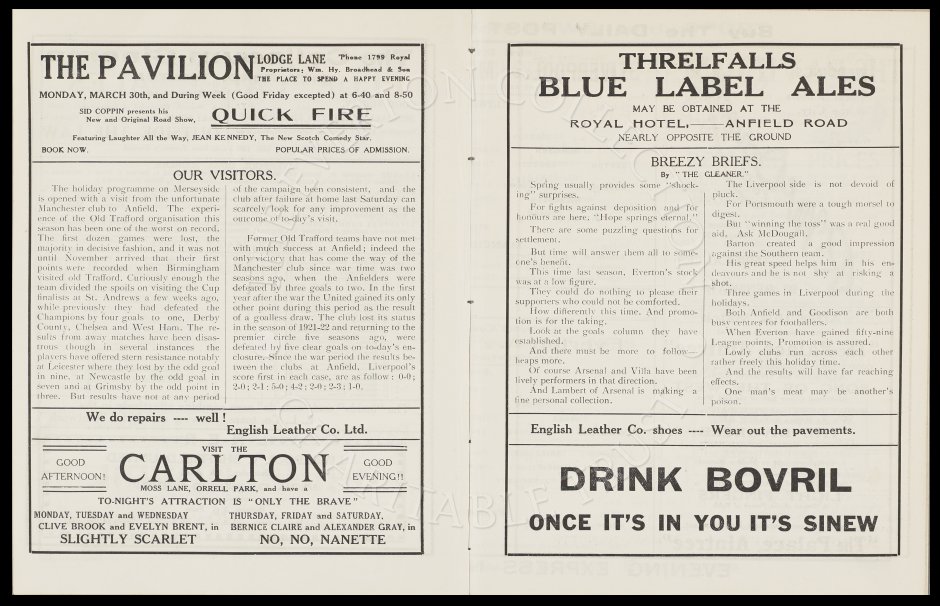 THE PAVILION
LODGE LANE 'Phone 1799 Royal
Proprietors: Wm. Hy. Broadhead & Son
THE PLACE TO SPEND A HAPPY EVENING
MONDAY, MARCH 30th, and During Week (Good Friday excepted) at 6-40 and 8-50
SID COPPIN presents his
New and Original Road Show,
QUICK FIRE
Featuring Laughter All the Way, JEAN KENNEDY, The New Scotch Comedy Star.
BOOK NOW. POPULAR PRICES OF ADMISSION.
OUR VISITORS.
The holiday programme on Merseyside
is opened with a visit from the unfortunate
Manchester club to Anfield. The experi-
ence of the Old Trafford organisation this
season has been one of the worst on record.
The first dozen games were lost, the
majority in decisive fashion, and it was not
until November arrived that their first
points were recorded when Birmingham
visited old Trafford. Curiously enough the
team divided the spoils on visiting the Cup
finalists at St. Andrews a few weeks ago,
while previously they had defeated the
Champions by four goals to one, Derby
County, Chelsea and West Ham. The re-
sults from away matches have been disas-
trous though in several instances the
players have offered stern resistance notably
at Leicester where they lost by the odd goal
in nine, at Newcastle by the odd goal in
seven and at Grimsby by the odd point in
three. But results have not at any period
of the campaign been consistent, and the
club after failure at home last Saturday can
scarcely look for any improvement as the
outcome of to-day's visit.
Former Old Trafford teams have not met
with much success at Anfield; indeed the
only victory that has come the way of the
Manchester club since war time was two
seasons ago, when the Anfielders were
defeated by three goals to two. In the first
year after the war the United gained its only
other point during this period as the result
of a goalless draw. The club lost its status
in the season of 1921-22 and returning to the
premier circle five seasons ago, were
defeated by five clear goals on to-day's en-
closure. Since the war period the results be-
tween the clubs at Anfield, Liverpool's
score first in each case, are as follow: 0-0;
2-0; 2-1; 5-0; 4-2; 2-0; 2-3; 1-0.
We do repairs ---- well!
English Leather Co. Ltd.
GOOD
AFTERNOON!
VISIT THE
CARLTON
MOSS LANE, ORRELL PARK, and have a
GOOD
EVENING!!
TO-NIGHT'S ATTRACTION IS "ONLY THE BRAVE"
MONDAY, TUESDAY and WEDNESDAY
CLIVE BROOK and EVELYN BRENT, in
SLIGHTLY SCARLET
THURSDAY, FRIDAY and SATURDAY,
BERNICE CLAIRE and ALEXANDER GRAY, in
NO, NO, NANETTE
THRELFALLS
BLUE LABEL ALES
MAY BE OBTAINED AT THE
ROYAL HOTEL,——ANFIELD ROAD
NEARLY OPPOSITE THE GROUND
BREEZY BRIEFS.
By "THE GLEANER."
Spring usually provides some "shock-
ing" surprises.
For fights against deposition and for
honours are here. "Hope springs eternal."
There are some puzzling questions for
settlement.
But time will answer them all to some-
one's benefit.
This time last season, Everton's stock
was at a low figure.
They could do nothing to please their
supporters who could not be comforted.
How differently this time. And promo-
tion is for the taking.
Look at the goals column they have
established.
And there must be more to follow—
heaps more.
Of course Arsenal and Villa have been
lively performers in that direction.
And Lambert of Arsenal is making a
fine personal collection.
The Liverpool side is not devoid of
pluck.
For Portsmouth were a tough morsel to
digest.
But "winning the toss" was a real good
aid. Ask McDougall.
Barton created a good impression
against the Southern team.
His great speed helps him in his en-
deavours and he is not shy at risking a
shot.
Three games in Liverpool during the
holidays.
Both Anfield and Goodison are both
busy centres for footballers.
When Everton have gained fifty-nine
League points, Promotion is assured.
Lowly clubs run across each other
rather freely this holiday time.
And the results will have far reaching
effects.
One man's meat may be another's
poison.
English Leather Co. shoes ---- Wear out the pavements.
DRINK BOVRIL
ONCE IT'S IN YOU IT'S SINEW